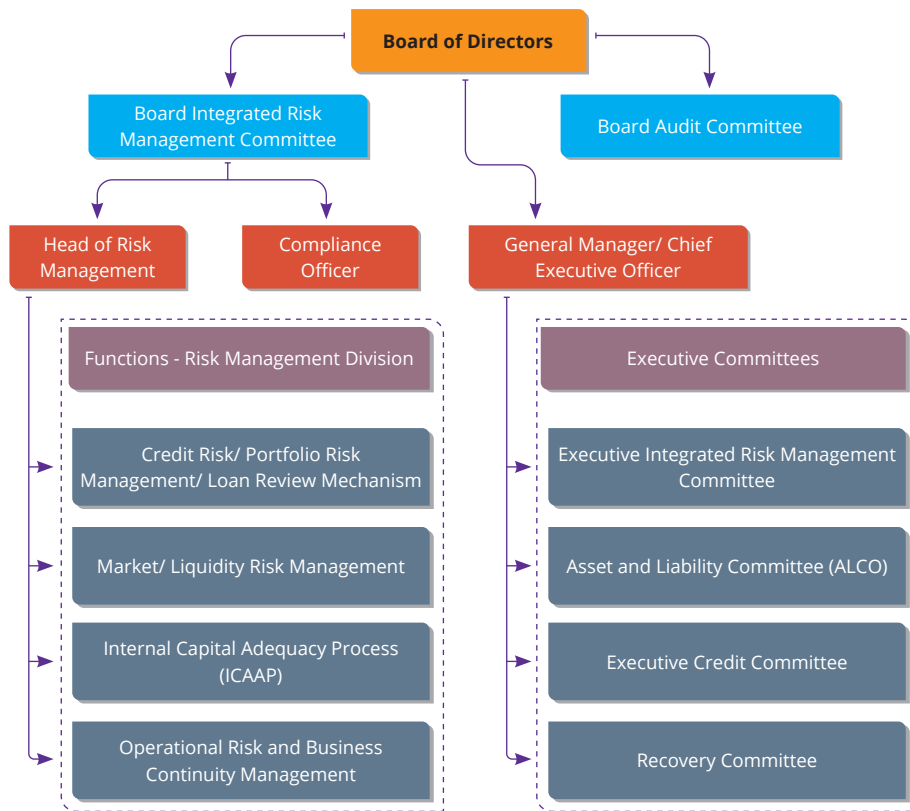 Board of Directors
Board Integrated Risk
Management Committee
Board Audit Committee
Head of Risk
Management
Compliance
Officer
General Manager/ Chief
Executive Officer
Functions - Risk Management Division
Credit Risk/ Portfolio Risk
Management/ Loan Review Mechanism
Market/ Liquidity Risk Management
Internal Capital Adequacy Process
(ICAAP)
Operational Risk and Business
Continuity Management
Executive Committees
Executive Integrated Risk Management
Committee
Asset and Liability Committee (ALCO)
Executive Credit Committee
Recovery Committee